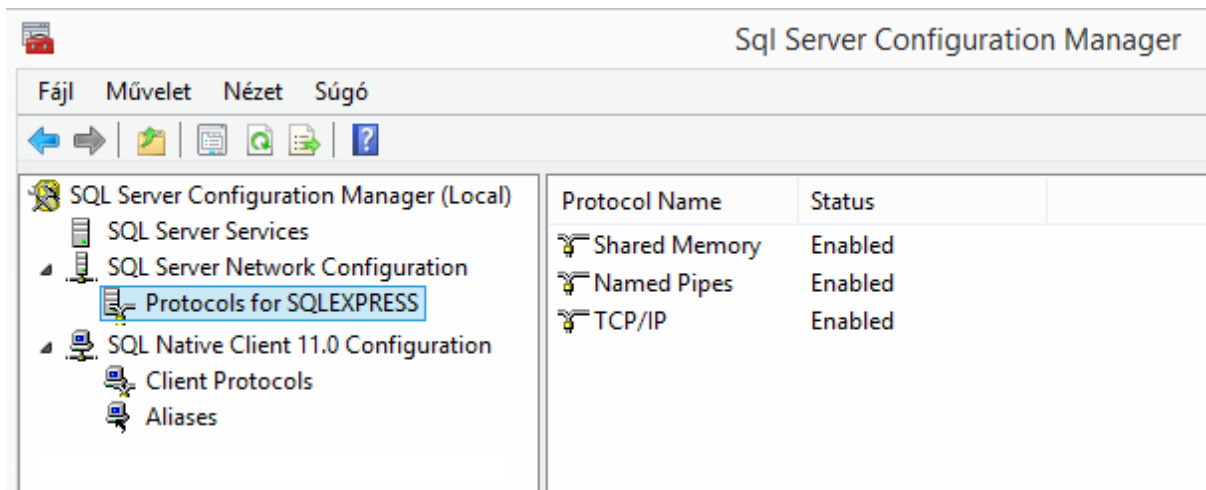 Sql Server Configuration Manager
Fájl Művelet Nézet Súgó
SQL Server Configuration Manager (Local)
SQL Server Services
SQL Server Network Configuration
Protocols for SQLEXPRESS
SQL Native Client 11.0 Configuration
Client Protocols
Aliases
Protocol Name Status
Shared Memory Enabled
Named Pipes Enabled
TCP/IP Enabled